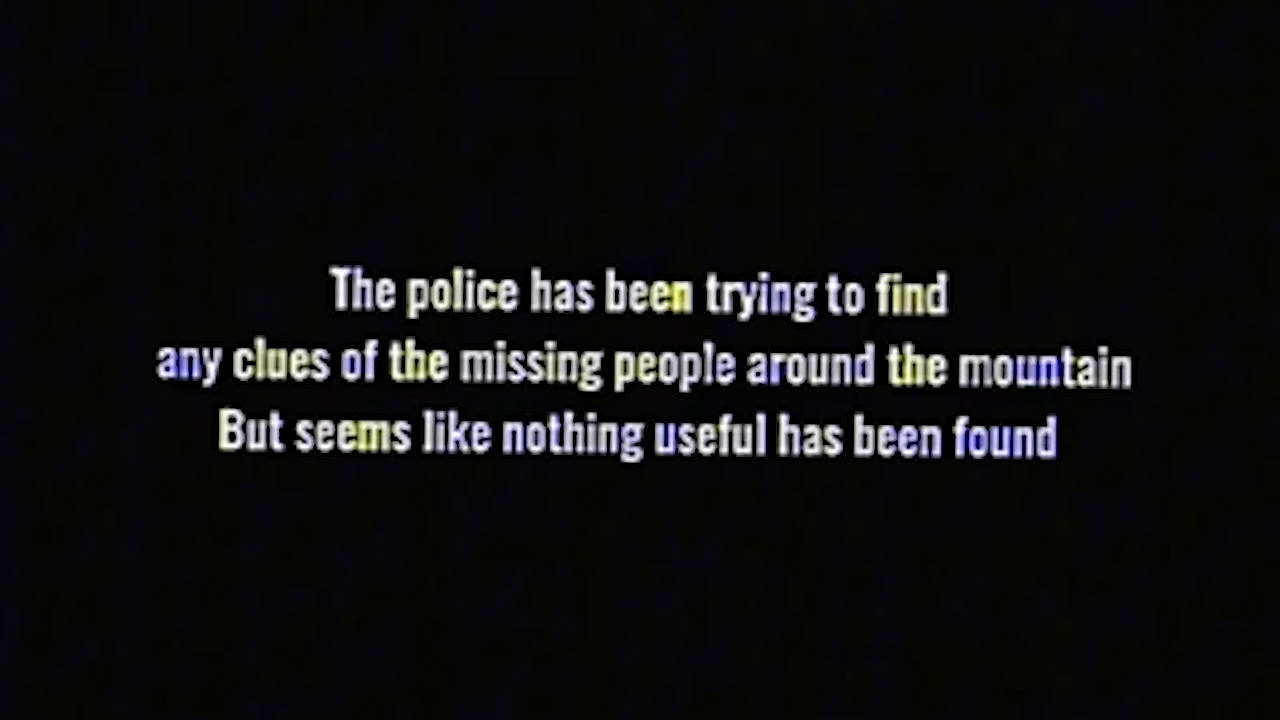 The police has been trying to find
any clues of the missing people around the mountain
But seems like nothing useful has been found